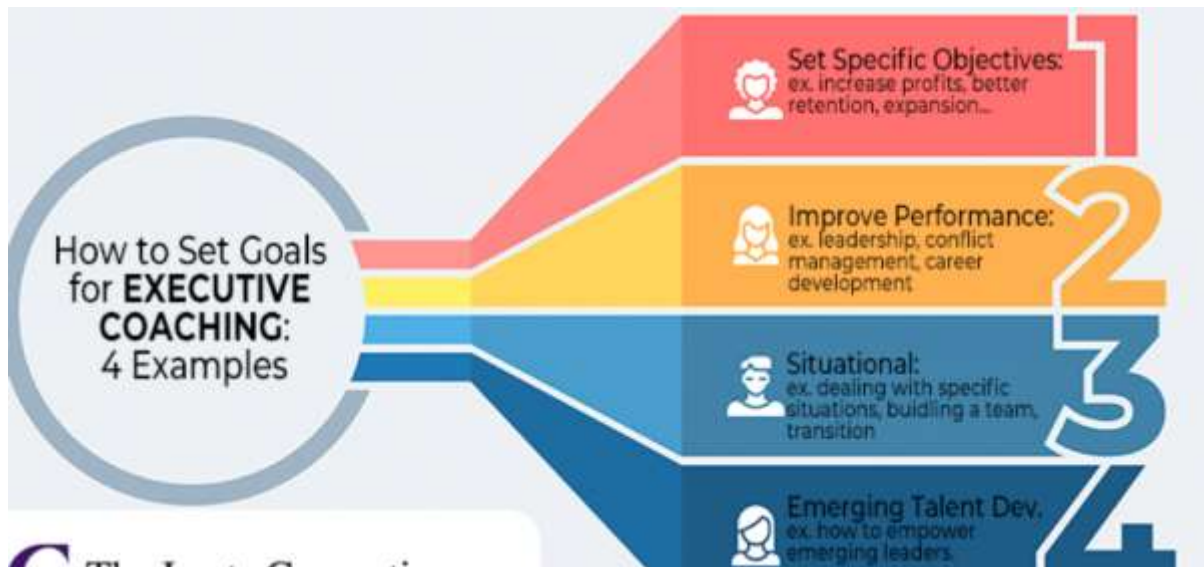 How to Set Goals
for EXECUTIVE
COACHING:
4 Examples
1
Set Specific Objectives:
ex. increase profits, better
retention, expansion...
2
Improve Performance:
ex. leadership, conflict
management, career
development
3
Situational:
ex. dealing with specific
situations, buidling a team,
transition
4
Emerging Talent Dev.
ex. how to empower
emerging leaders.
The